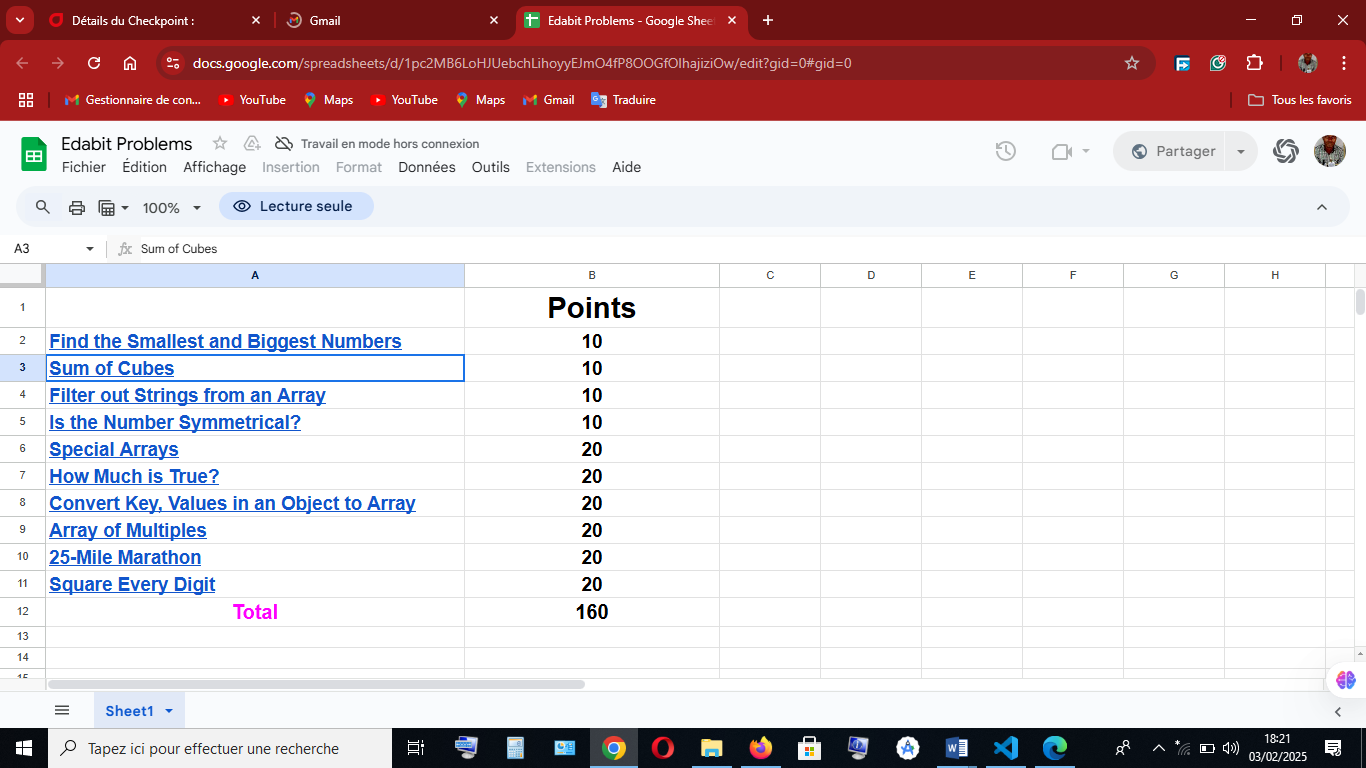 Détails du Checkpoint :
Gmail
Edabit Problems - Google Sheet
docs.google.com/spreadsheets/d/1pc2MB6LoHJUebchLihoyyEJmO4fP8OOGfOlhajiziOw/edit?gid=0#gid=0
Gestionnaire de con... YouTube Maps YouTube Maps Gmail Traduire Tous les favoris
Edabit Problems Travail en mode hors connexion
Fichier Édition Affichage Insertion Format Données Outils Extensions Aide
Partager
100% Lecture seule
A3 fx Sum of Cubes
A B C D E F G H
1 Points
2 Find the Smallest and Biggest Numbers 10
3 Sum of Cubes 10
4 Filter out Strings from an Array 10
5 Is the Number Symmetrical? 10
6 Special Arrays 20
7 How Much is True? 20
8 Convert Key, Values in an Object to Array 20
9 Array of Multiples 20
10 25-Mile Marathon 20
11 Square Every Digit 20
12 Total 160
13
14
15
Sheet1
Tapez ici pour effectuer une recherche
18:21
03/02/2025